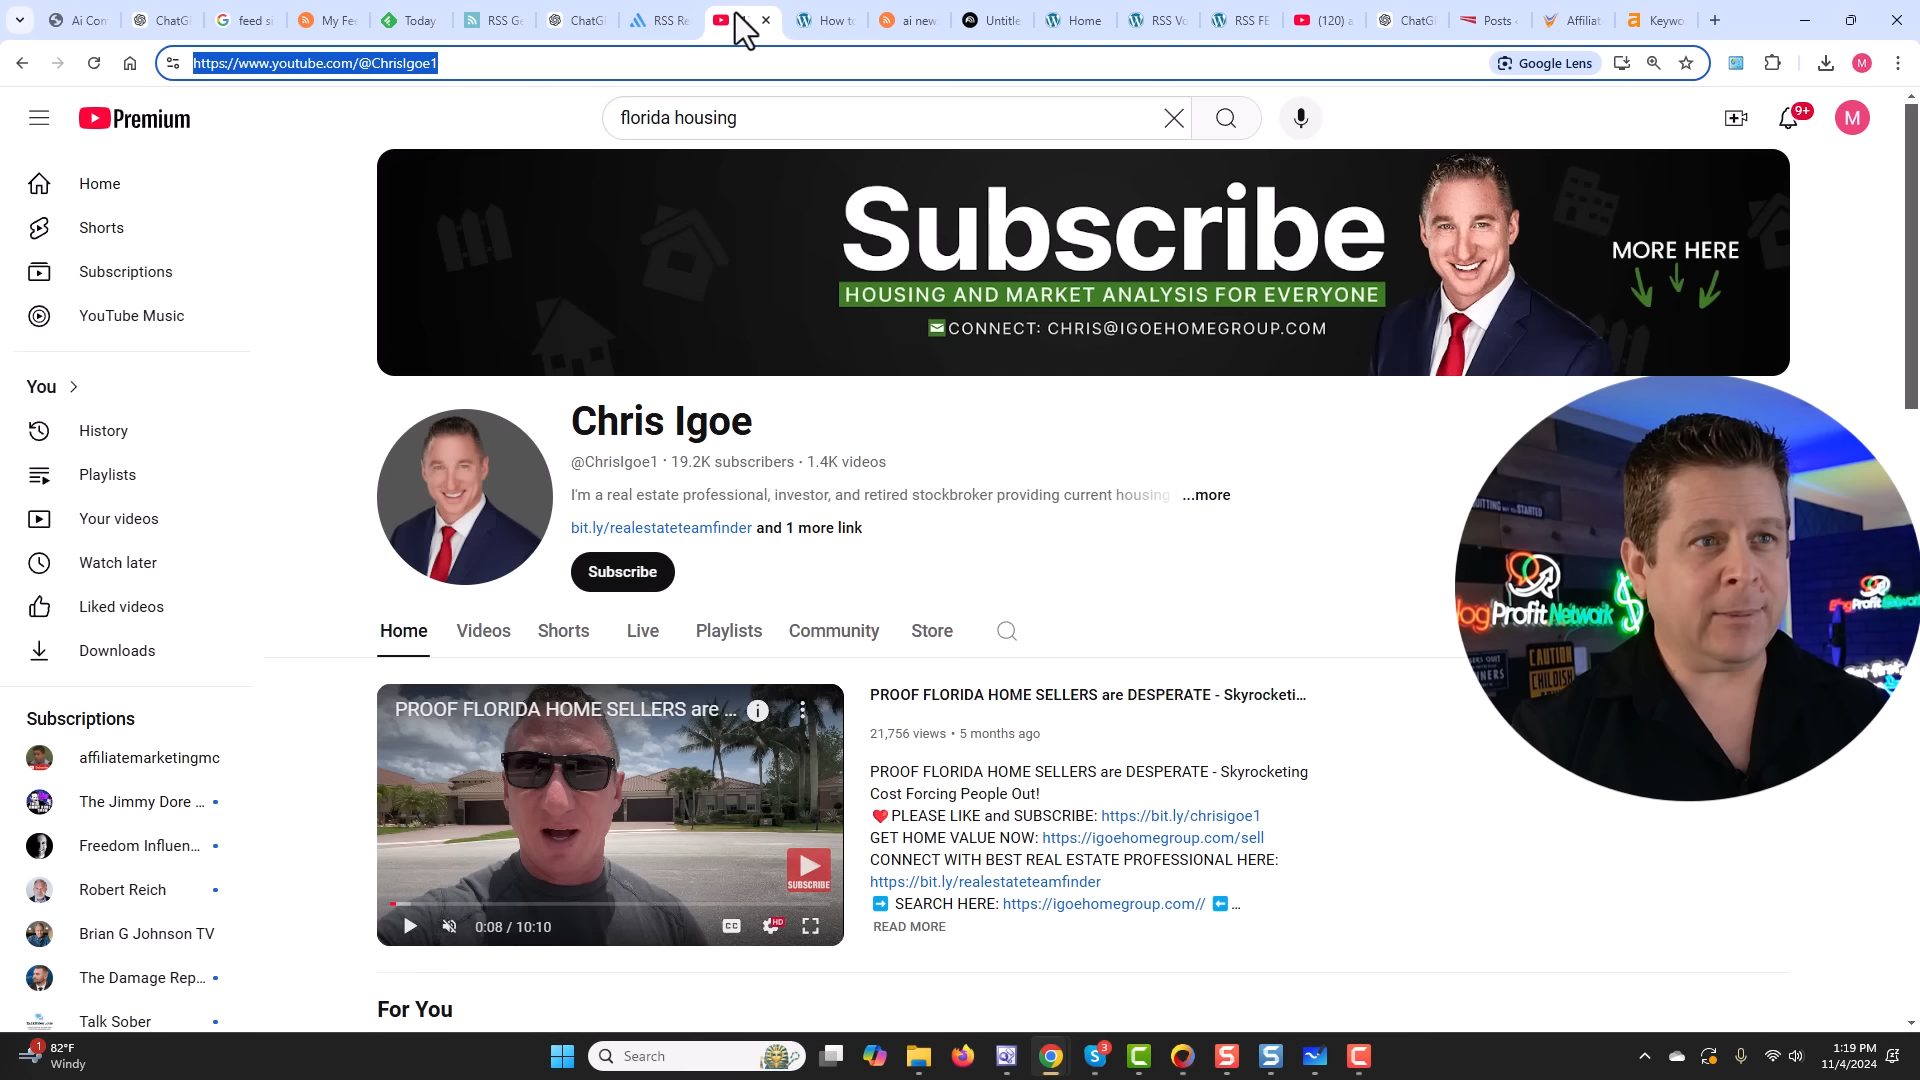 Ai Con
ChatGI
feed si
My Fee
Today
RSS Ge
ChatGI
RSS Re
How to
ai new
Untitle
Home
RSS Vo
RSS FE
(120) a
ChatGI
Posts
Affiliat
Keywo
https://www.youtube.com/@ChrisIgoe1
Google Lens
M
Premium
florida housing
9+
M
Home
Shorts
Subscriptions
YouTube Music
You
History
Playlists
Your videos
Watch later
Liked videos
Downloads
Subscriptions
affiliatemarketingmc
The Jimmy Dore ...
Freedom Influen...
Robert Reich
Brian G Johnson TV
The Damage Rep...
Talk Sober
Subscribe
HOUSING AND MARKET ANALYSIS FOR EVERYONE
CONNECT: CHRIS@IGOEHOMEGROUP.COM
MORE HERE
Chris Igoe
@ChrisIgoe1 • 19.2K subscribers • 1.4K videos
I'm a real estate professional, investor, and retired stockbroker providing current housing ...more
bit.ly/realestateteamfinder and 1 more link
Subscribe
Home Videos Shorts Live Playlists Community Store
PROOF FLORIDA HOME SELLERS are ...
SUBSCRIBE
0:08 / 10:10
CC
HD
PROOF FLORIDA HOME SELLERS are DESPERATE - Skyrocketi...
21,756 views • 5 months ago
PROOF FLORIDA HOME SELLERS are DESPERATE - Skyrocketing
Cost Forcing People Out!
❤️PLEASE LIKE and SUBSCRIBE: https://bit.ly/chrisigoe1
GET HOME VALUE NOW: https://igoehomegroup.com/sell
CONNECT WITH BEST REAL ESTATE PROFESSIONAL HERE:
https://bit.ly/realestateteamfinder
➡️ SEARCH HERE: https://igoehomegroup.com// ⬅️...
READ MORE
For You
logProfit Network
CAUTION
CHILDISH
1
82°F
Windy
Search
3
1:19 PM
11/4/2024